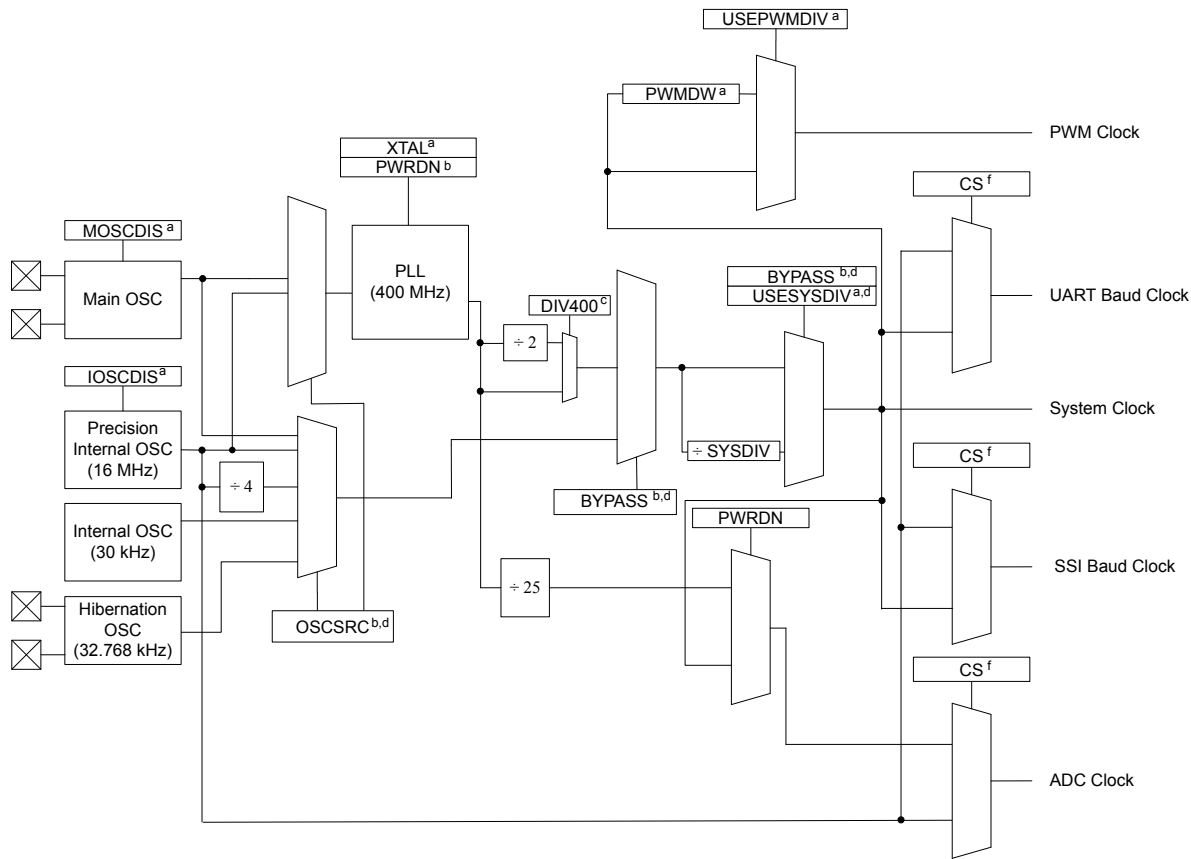 USEPWMDIV a
PWMDW a
PWM Clock
XTAL a
PWRDN b
CS f
MOSCDIS a
Main OSC
PLL
(400 MHz)
BYPASS b,d
USESYSDIV a,d
DIV400 c
UART Baud Clock
÷ 2
IOSCDIS a
Precision
Internal OSC
(16 MHz)
System Clock
÷ SYSDIV
÷ 4
CS f
BYPASS b,d
Internal OSC
(30 kHz)
PWRDN
÷ 25
SSI Baud Clock
Hibernation
OSC
(32.768 kHz)
OSCSRC b,d
CS f
ADC Clock